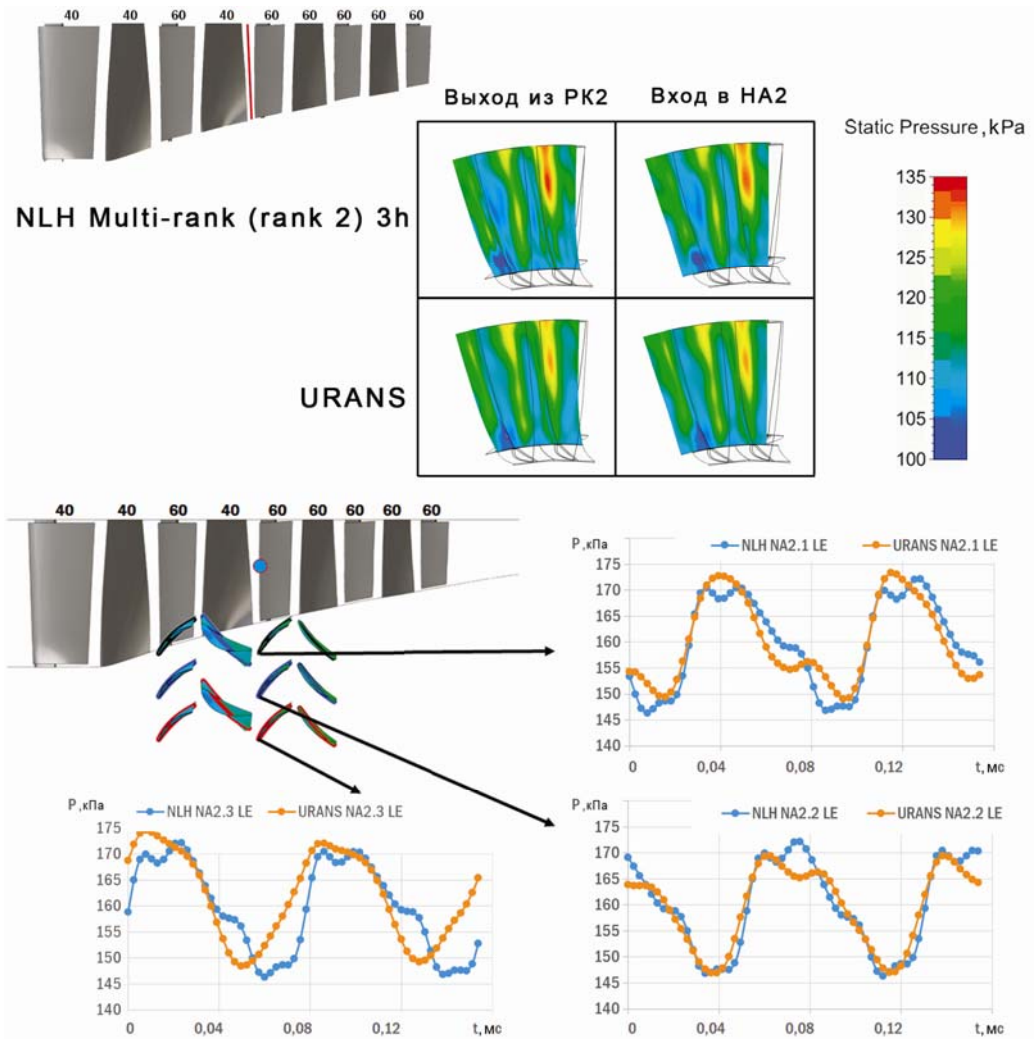 40 40 60 40 60 60 60 60 60
Выход из РК2 Вход в НА2
Static Pressure, kPa
NLH Multi-rank (rank 2) 3h
135
130
125
120
115
110
105
100
URANS
40 40 60 40 60 60 60 60 60
P ,кПа NLH NA2.1 LE URANS NA2.1 LE
175
170
165
160
155
150
145
140
0 0,04 0,08 0,12 t, мс
P ,кПа NLH NA2.3 LE URANS NA2.3 LE
175
170
165
160
155
150
145
140
0 0,04 0,08 0,12 t, мс
P ,кПа NLH NA2.2 LE URANS NA2.2 LE
175
170
165
160
155
150
145
140
0 0,04 0,08 0,12 t, мс